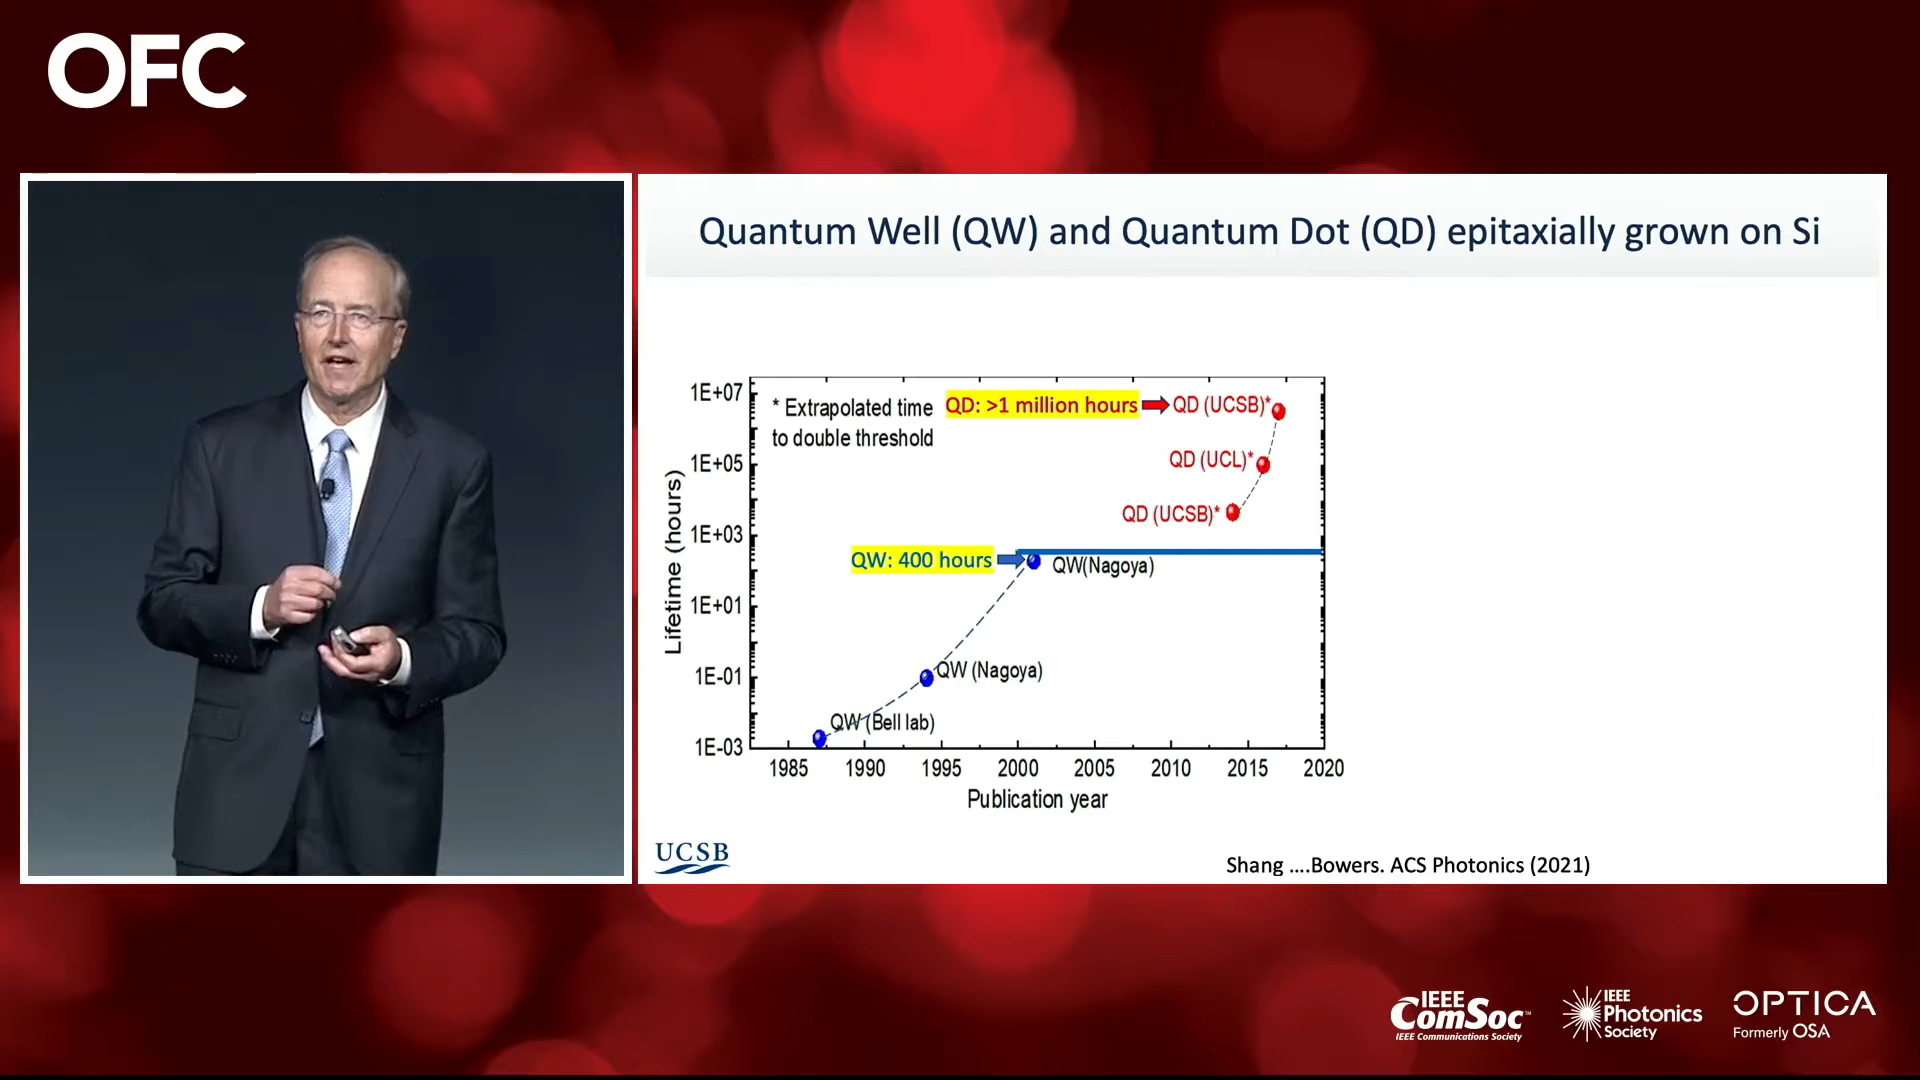 OFC
Quantum Well (QW) and Quantum Dot (QD) epitaxially grown on Si
Lifetime (hours)
1E+07
1E+05
1E+03
1E+01
1E-01
1E-03
* Extrapolated time
to double threshold
QD: >1 million hours
QD (UCSB)*
QD (UCL)*
QD (UCSB)*
QW: 400 hours
QW(Nagoya)
QW (Nagoya)
QW (Bell lab)
1985 1990 1995 2000 2005 2010 2015 2020
Publication year
UCSB
Shang ....Bowers. ACS Photonics (2021)
IEEE
ComSoc™
IEEE Communications Society
IEEE
Photonics
Society
OPTICA
Formerly OSA